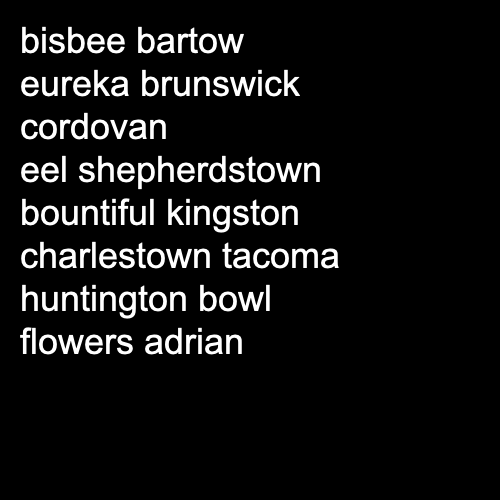 bisbee bartow
eureka brunswick
cordovan
eel shepherdstown
bountiful kingston
charlestown tacoma
huntington bowl
flowers adrian